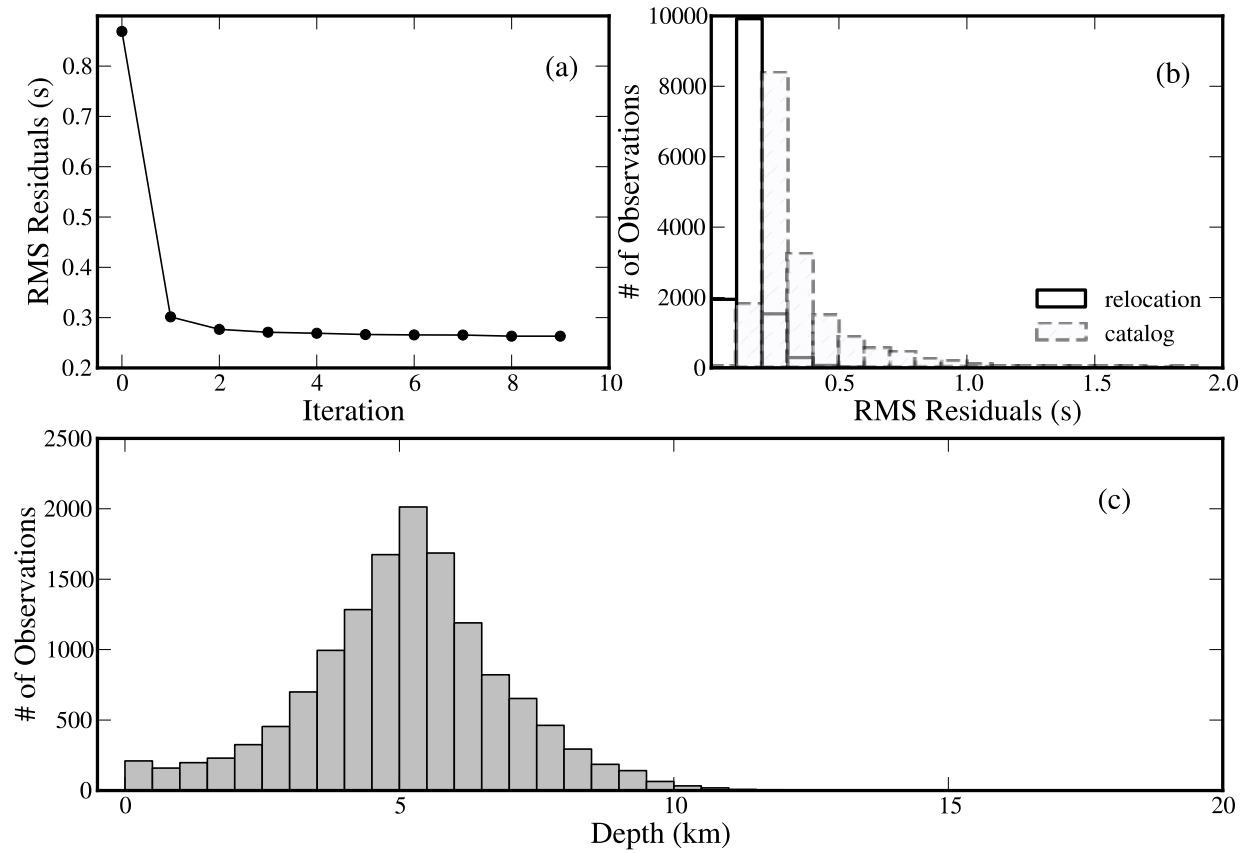 (a)
RMS Residuals (s)
0.8
0.7
0.6
0.5
0.4
0.3
0.2
0 2 4 6 8 10
Iteration
(b)
# of Observations
10000
8000
6000
4000
2000
0
relocation
catalog
0.5 1.0 1.5 2.0
RMS Residuals (s)
(c)
# of Observations
2500
2000
1500
1000
500
0
0 5 10 15 20
Depth (km)